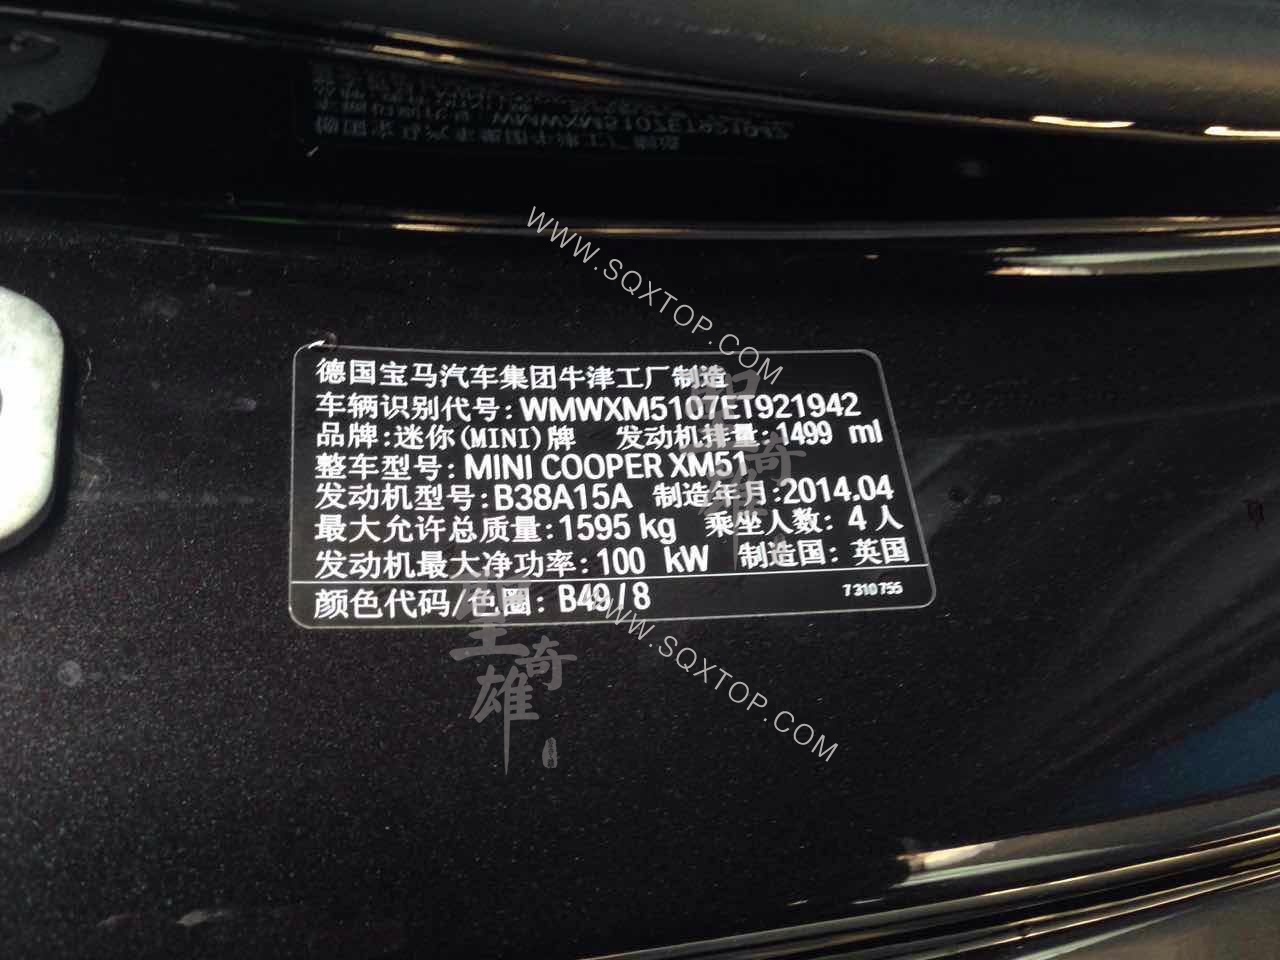 WWW.SQXTOP.COM
德国宝马汽车集团牛津工厂制造
车辆识别代号: WMWXM5107ET921942
品牌: 迷你(MINI)牌 发动机排量: 1499 ml
整车型号: MINI COOPER XM51
发动机型号: B38A15A 制造年月: 2014.04
最大允许总质量: 1595 kg 乘坐人数: 4 人
发动机最大净功率: 100 kW 制造国: 英国
颜色代码/色圈: B49/8 7310755
WWW.SQXTOP.COM